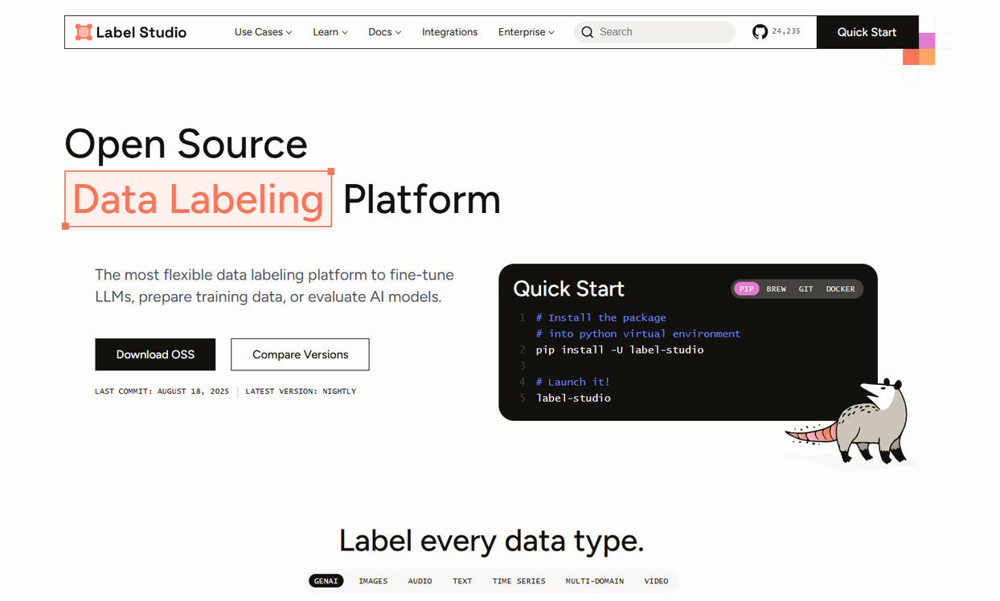 Label Studio
Use Cases Learn Docs Integrations Enterprise Search 24,235 Quick Start
Open Source
Data Labeling Platform
The most flexible data labeling platform to fine-tune
LLMs, prepare training data, or evaluate AI models.
Download OSS Compare Versions
LAST COMMIT: AUGUST 18, 2025 LATEST VERSION: NIGHTLY
Quick Start PIP BREW GIT DOCKER
1 # Install the package
# into python virtual environment
2 pip install -U label-studio
3
4 # Launch it!
5 label-studio
Label every data type.
GENAI IMAGES AUDIO TEXT TIME SERIES MULTI-DOMAIN VIDEO